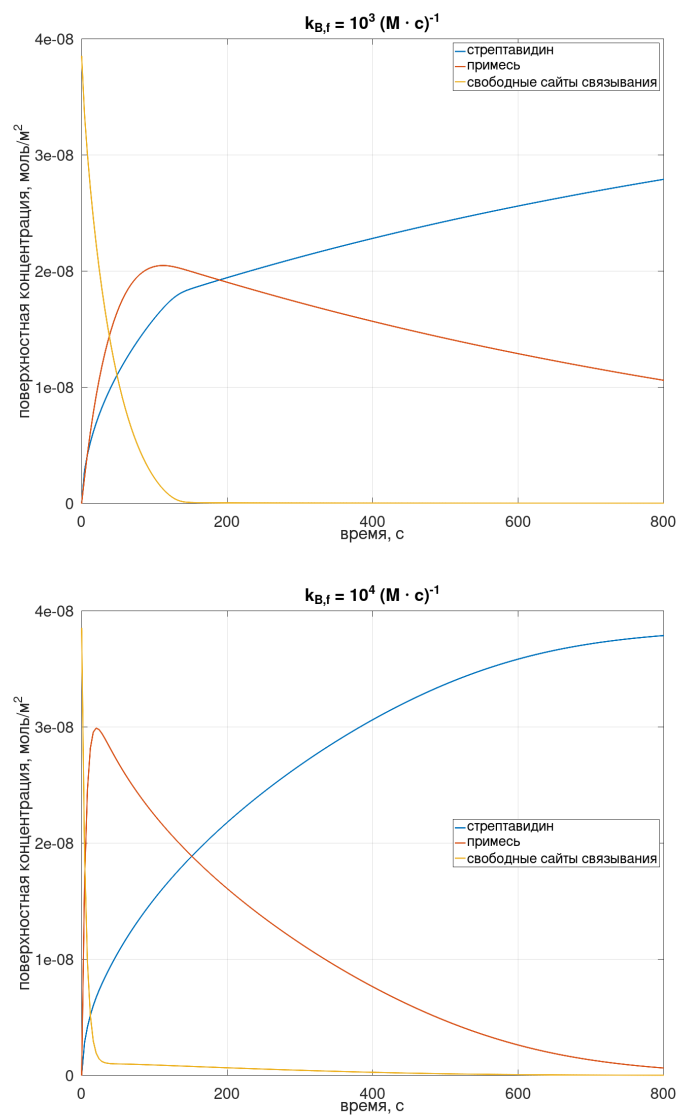 k_B,f = 10^3 (М · с)^-1
4e-08
3e-08
2e-08
1e-08
0
поверхностная концентрация, моль/м^2
стрептавидин
примесь
свободные сайты связывания
0 200 400 600 800
время, с
k_B,f = 10^4 (М · с)^-1
4e-08
3e-08
2e-08
1e-08
0
поверхностная концентрация, моль/м^2
стрептавидин
примесь
свободные сайты связывания
0 200 400 600 800
время, с